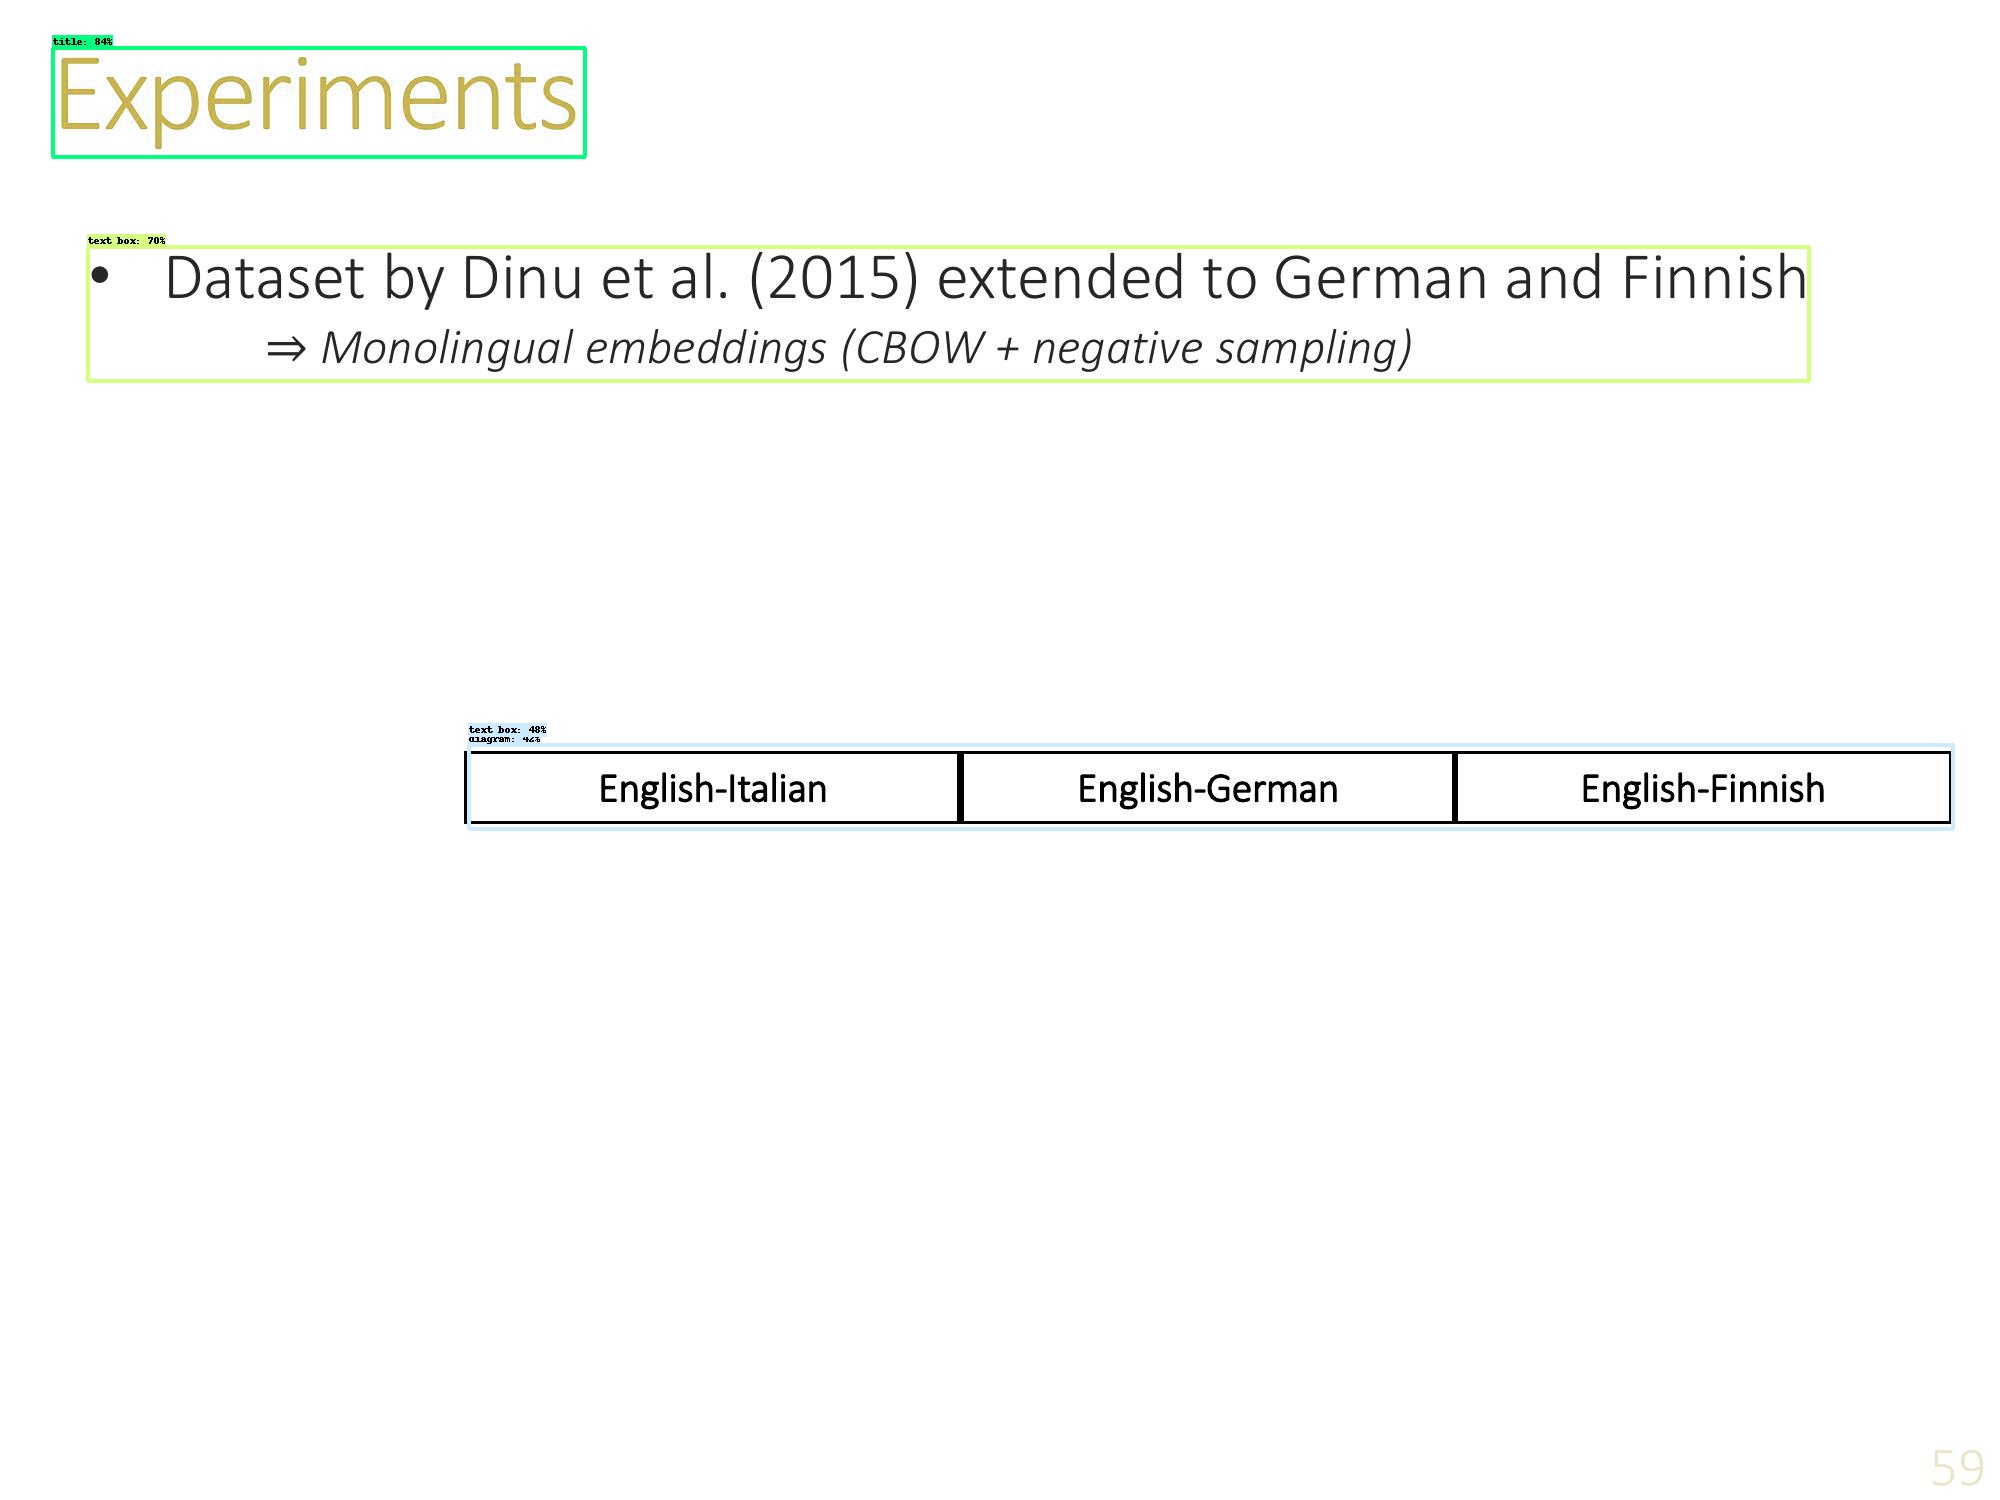 title: 84%
Experiments
text box: 70%
• Dataset by Dinu et al. (2015) extended to German and Finnish
⇒ Monolingual embeddings (CBOW + negative sampling)
text box: 48%
diagram: 42%
English-Italian English-German English-Finnish
59